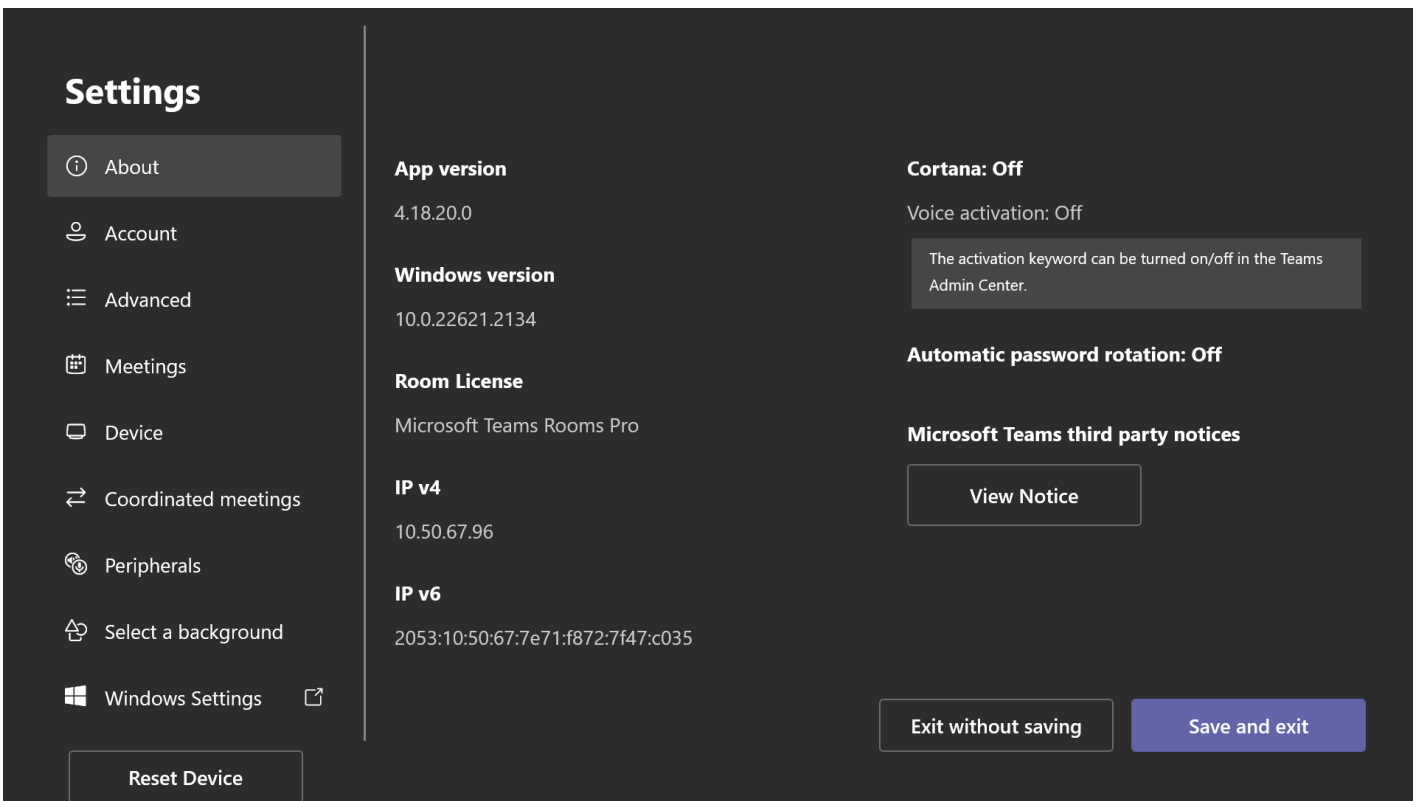 Settings
About
Account
Advanced
Meetings
Device
Coordinated meetings
Peripherals
Select a background
Windows Settings
Reset Device
App version
4.18.20.0
Windows version
10.0.22621.2134
Room License
Microsoft Teams Rooms Pro
IP v4
10.50.67.96
IP v6
2053:10:50:67:7e71:f872:7f47:c035
Cortana: Off
Voice activation: Off
The activation keyword can be turned on/off in the Teams
Admin Center.
Automatic password rotation: Off
Microsoft Teams third party notices
View Notice
Exit without saving
Save and exit